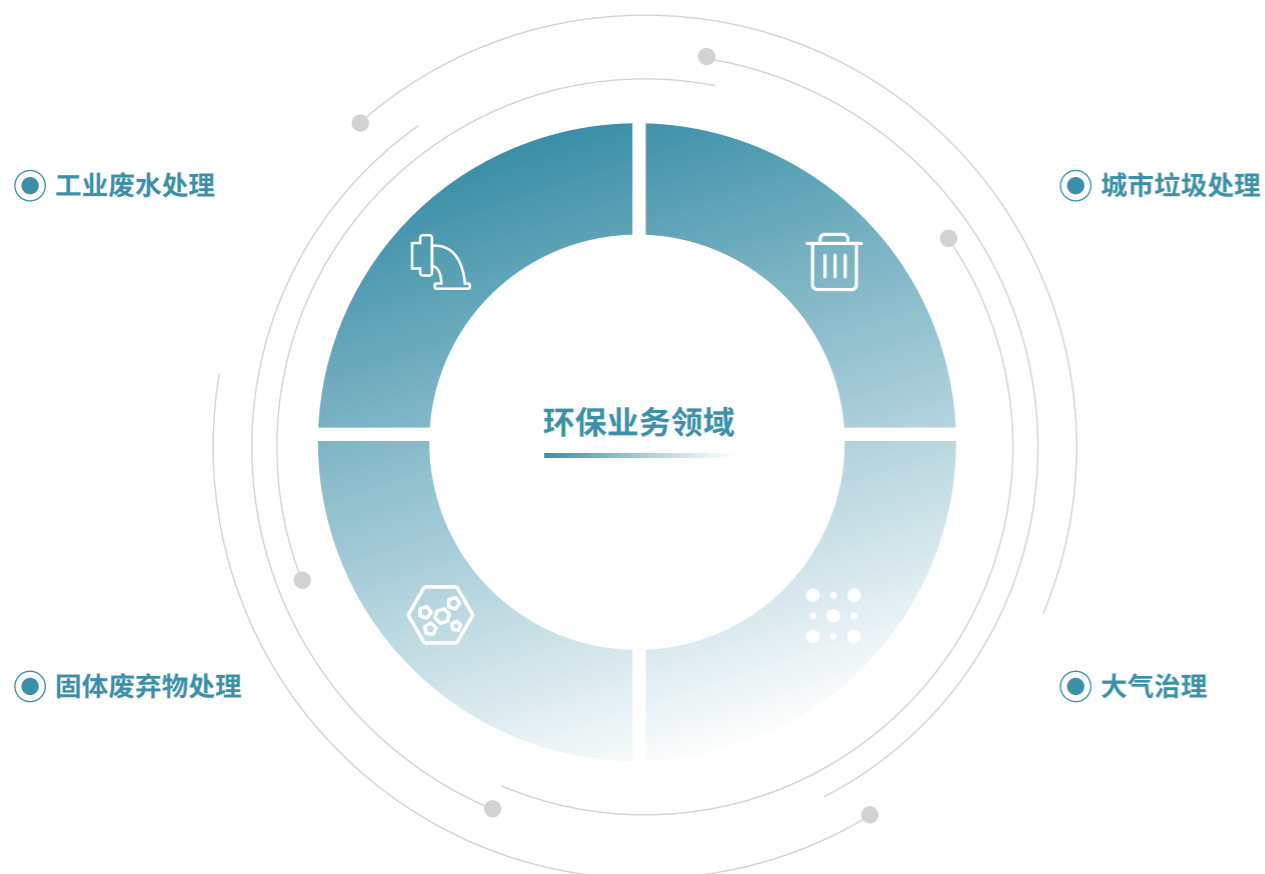 工业废水处理
城市垃圾处理
环保业务领域
固体废弃物处理
大气治理